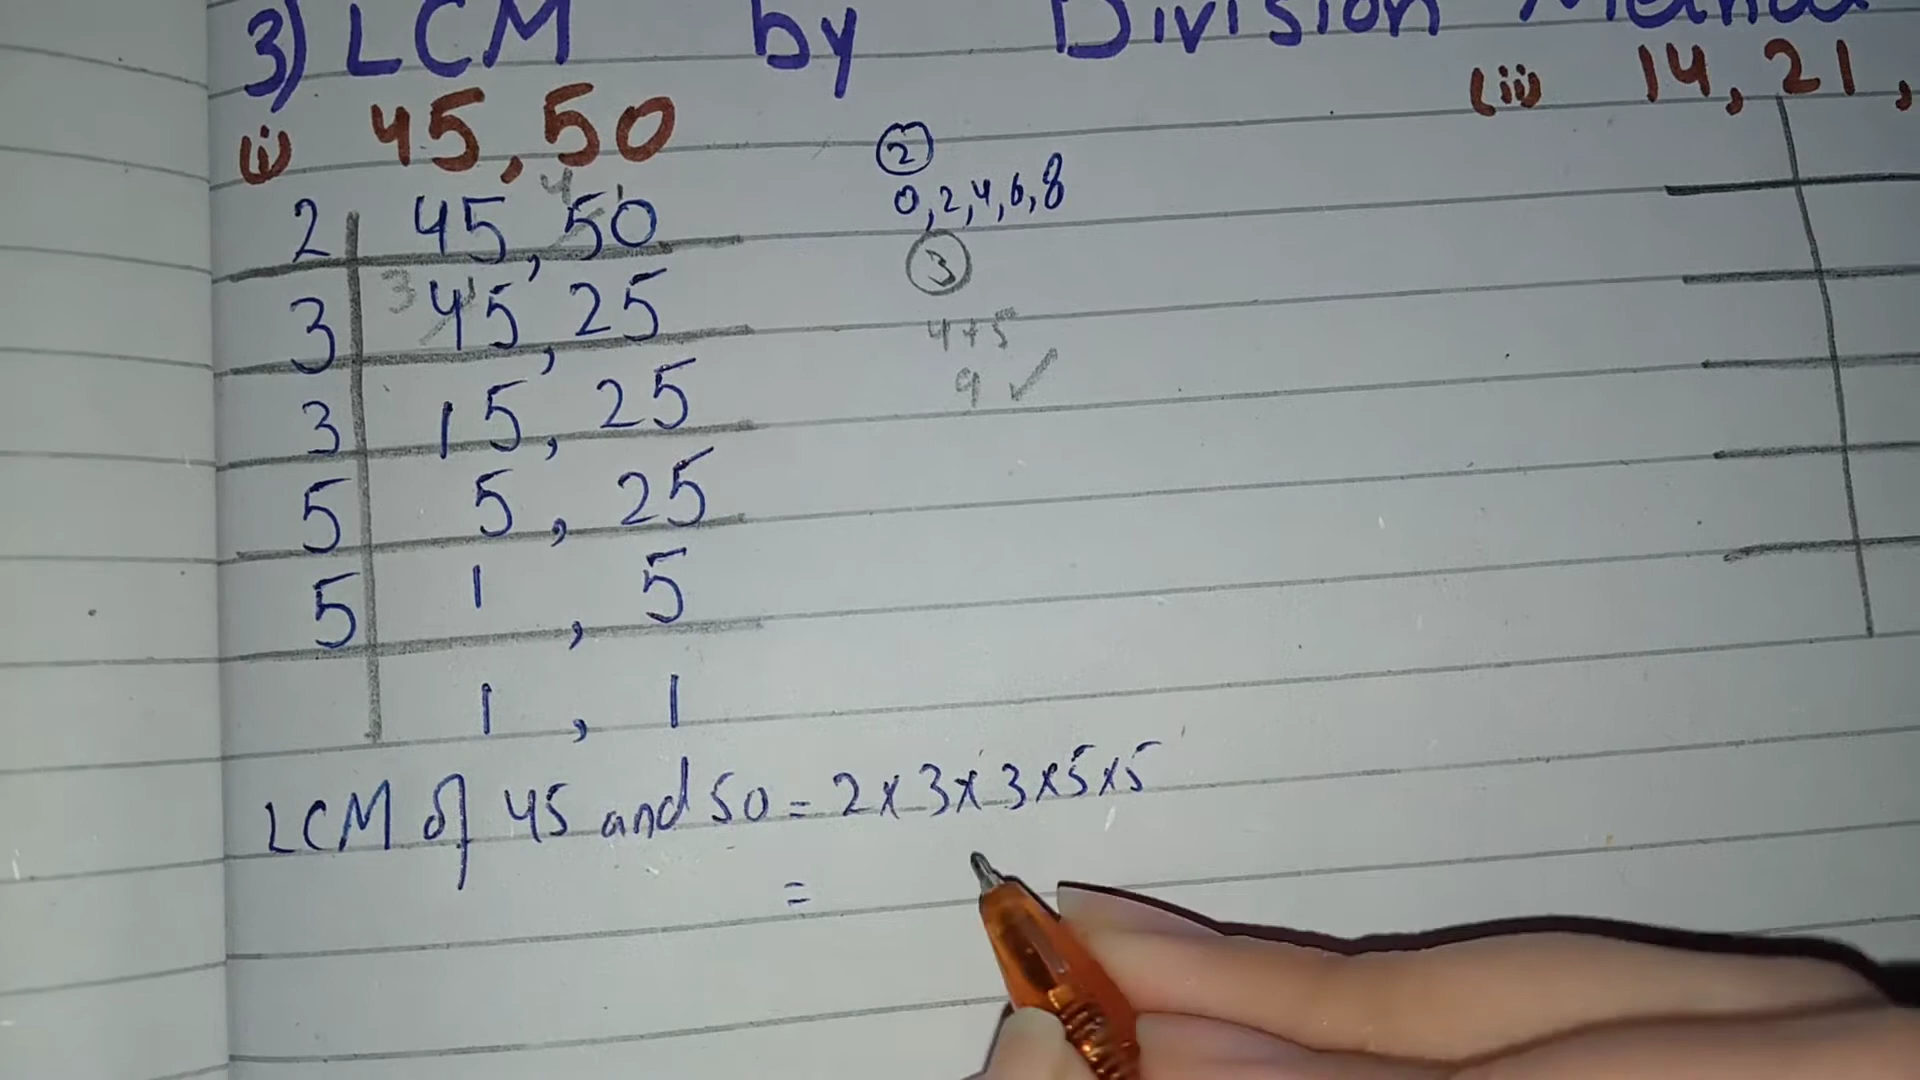 3) LCM by Division Method
(i) 45, 50
(ii) 14, 21,
2 45, 50
3 45, 25
3 15, 25
5 5, 25
5 1, 5
1, 1
2
0, 2, 4, 6, 8
3
4+5
9 ✓
LCM of 45 and 50 = 2 x 3 x 3 x 5 x 5
=